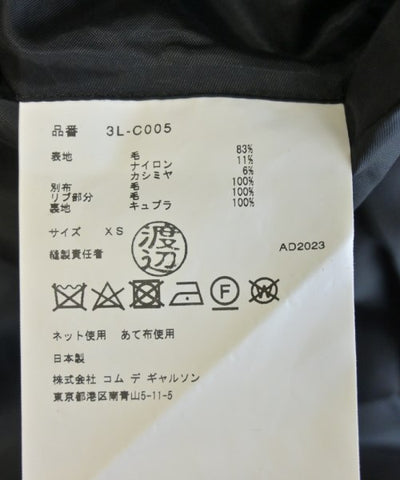 品番 3L-C005
表地 毛 83%
ナイロン 11%
カシミヤ 6%
別布 毛 100%
リブ部分 毛 100%
裏地 キュプラ 100%
サイズ XS
縫製責任者 渡辺
AD2023
F
W
ネット使用 あて布使用
日本製
株式会社 コム デ ギャルソン
東京都港区南青山5-11-5